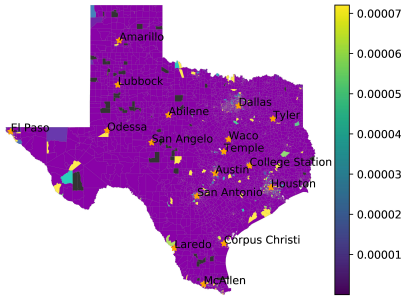 Amarillo
Lubbock
Abilene
Dallas
Tyler
El Paso
Odessa
San Angelo
Waco
Temple
College Station
Austin
Houston
San Antonio
Laredo
Corpus Christi
McAllen
0.00007
0.00006
0.00005
0.00004
0.00003
0.00002
0.00001